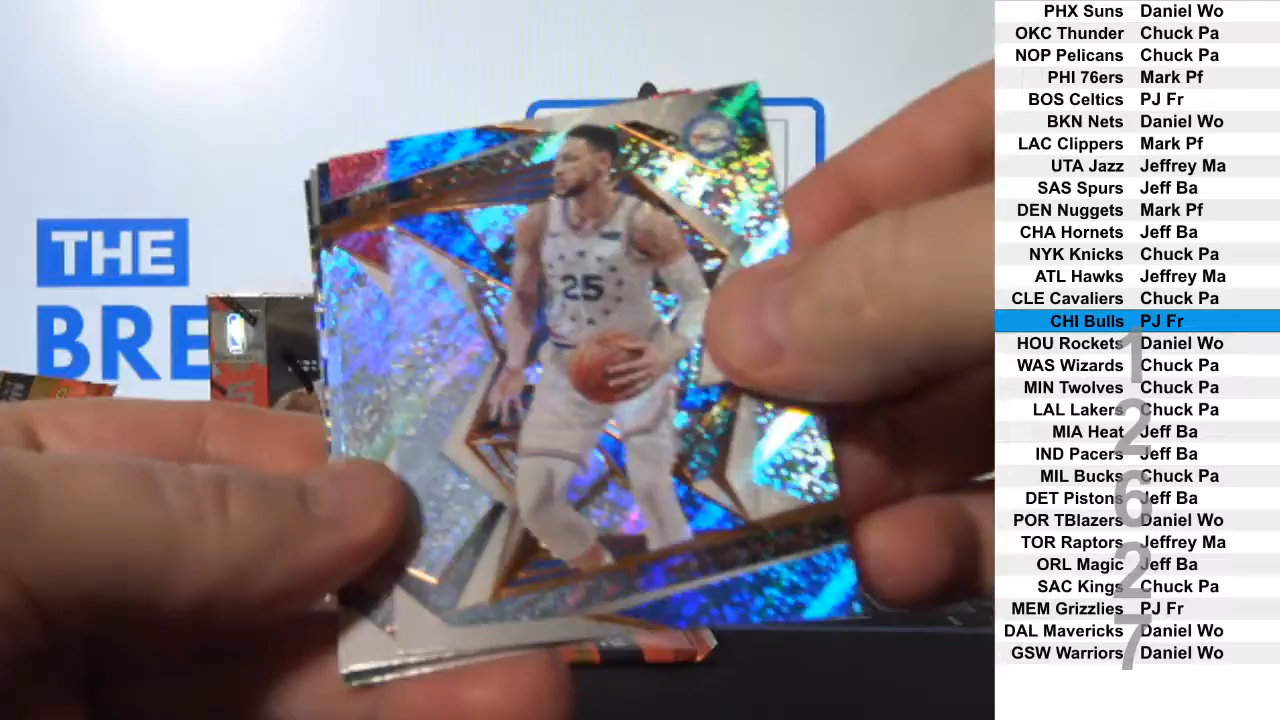 THE
BRE
25
PHX Suns Daniel Wo
OKC Thunder Chuck Pa
NOP Pelicans Chuck Pa
PHI 76ers Mark Pf
BOS Celtics PJ Fr
BKN Nets Daniel Wo
LAC Clippers Mark Pf
UTA Jazz Jeffrey Ma
SAS Spurs Jeff Ba
DEN Nuggets Mark Pf
CHA Hornets Jeff Ba
NYK Knicks Chuck Pa
ATL Hawks Jeffrey Ma
CLE Cavaliers Chuck Pa
CHI Bulls PJ Fr
HOU Rockets Daniel Wo
WAS Wizards Chuck Pa
MIN Twolves Chuck Pa
LAL Lakers Chuck Pa
MIA Heat Jeff Ba
IND Pacers Jeff Ba
MIL Bucks Chuck Pa
DET Pistons Jeff Ba
POR TBlazers Daniel Wo
TOR Raptors Jeffrey Ma
ORL Magic Jeff Ba
SAC Kings Chuck Pa
MEM Grizzlies PJ Fr
DAL Mavericks Daniel Wo
GSW Warriors Daniel Wo
1
2
6
2
7